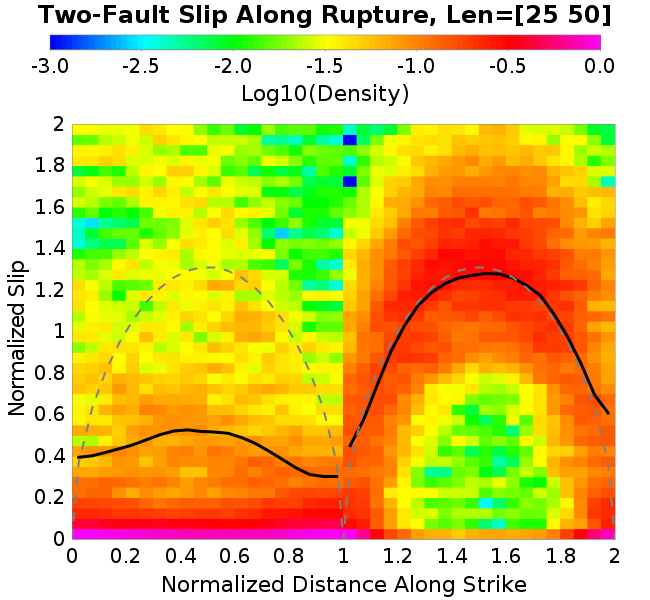 Two-Fault Slip Along Rupture, Len=[25 50]
-3.0 -2.5 -2.0 -1.5 -1.0 -0.5 0.0
Log10(Density)
2
1.8
1.6
1.4
1.2
1
0.8
0.6
0.4
0.2
0
Normalized Slip
0 0.2 0.4 0.6 0.8 1 1.2 1.4 1.6 1.8 2
Normalized Distance Along Strike